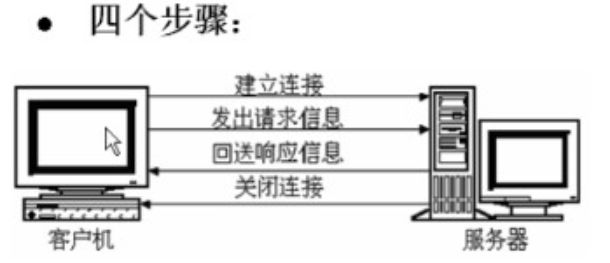 • 四个步骤:
建立连接
发出请求信息
回送响应信息
关闭连接
客户机
服务器